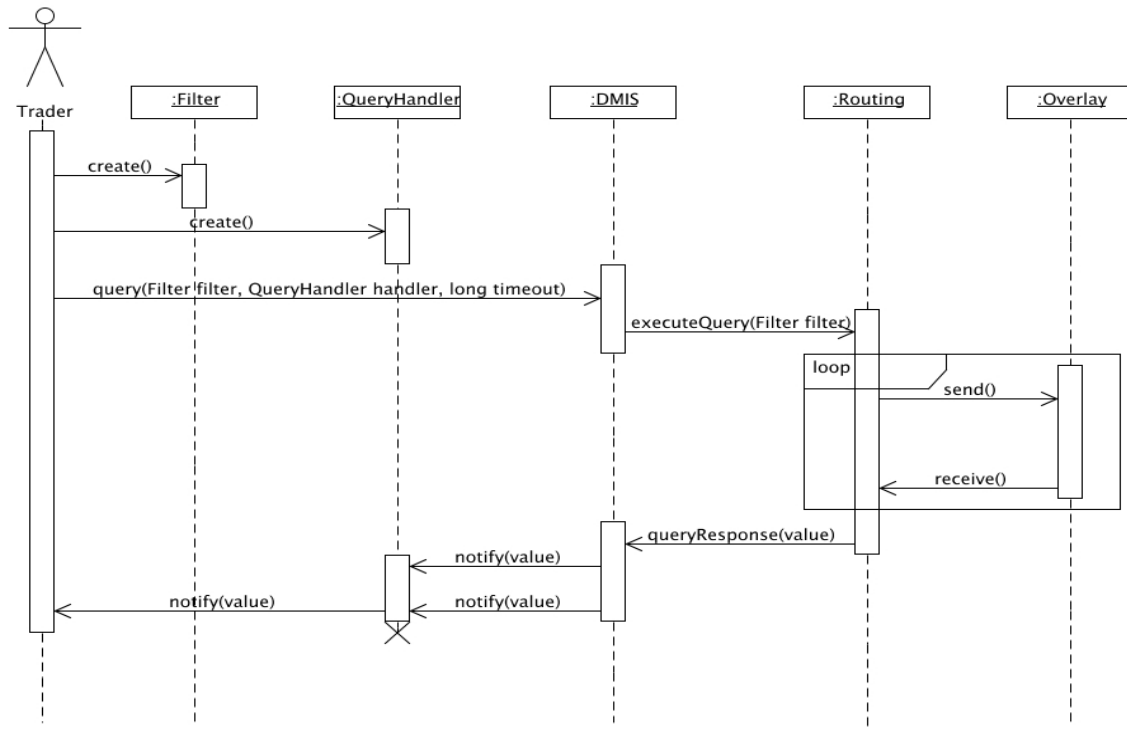 Trader
:Filter
:QueryHandler
:DMIS
:Routing
:Overlay
create()
create()
query(Filter filter, QueryHandler handler, long timeout)
executeQuery(Filter filter)
loop
send()
receive()
queryResponse(value)
notify(value)
notify(value)
notify(value)